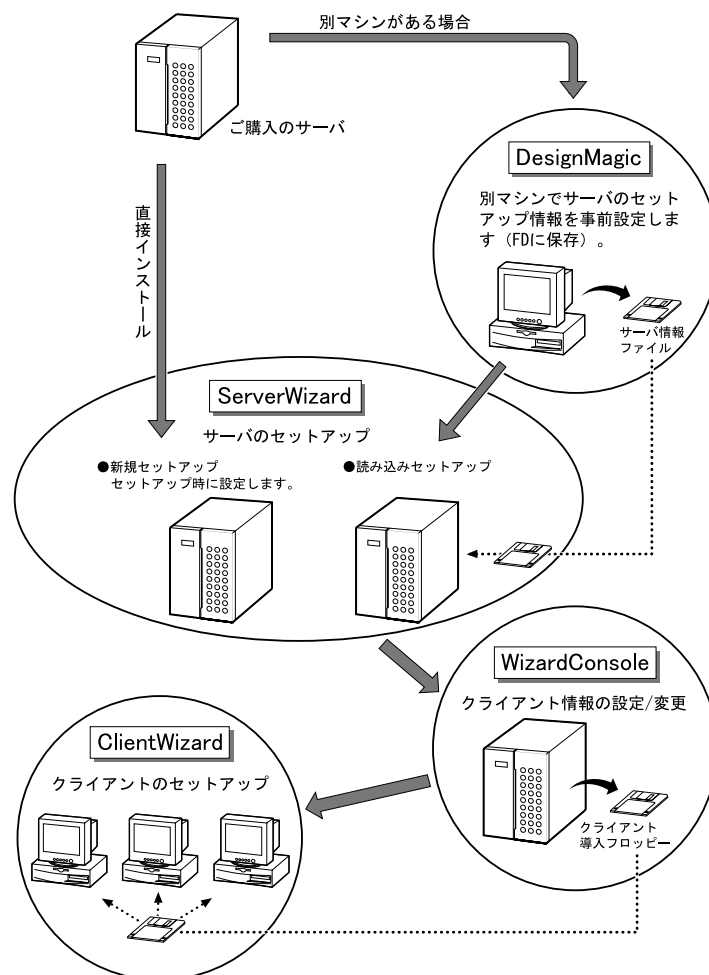 別マシンがある場合
ご購入のサーバ
DesignMagic
別マシンでサーバのセット
アップ情報を事前設定しま
す（FDに保存）。
サーバ情報
ファイル
直接インストール
ServerWizard
サーバのセットアップ
●新規セットアップ
セットアップ時に設定します。
●読み込みセットアップ
WizardConsole
クライアント情報の設定/変更
クライアント
導入フロッピー
ClientWizard
クライアントのセットアップ